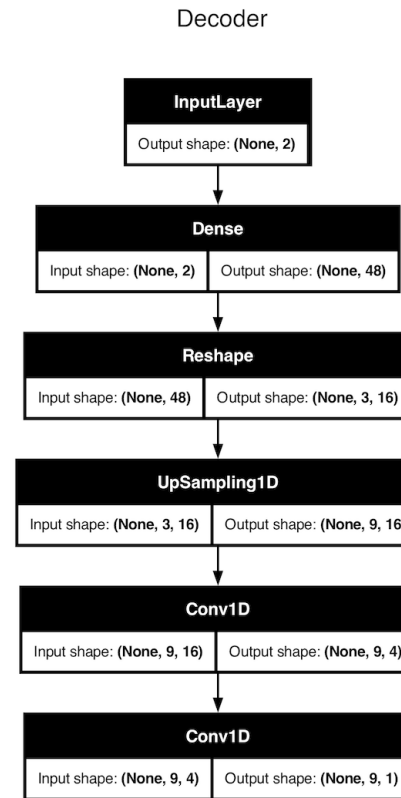 Decoder
InputLayer
Output shape: (None, 2)
Dense
Input shape: (None, 2) Output shape: (None, 48)
Reshape
Input shape: (None, 48) Output shape: (None, 3, 16)
UpSampling1D
Input shape: (None, 3, 16) Output shape: (None, 9, 16
Conv1D
Input shape: (None, 9, 16) Output shape: (None, 9, 4)
Conv1D
Input shape: (None, 9, 4) Output shape: (None, 9, 1)